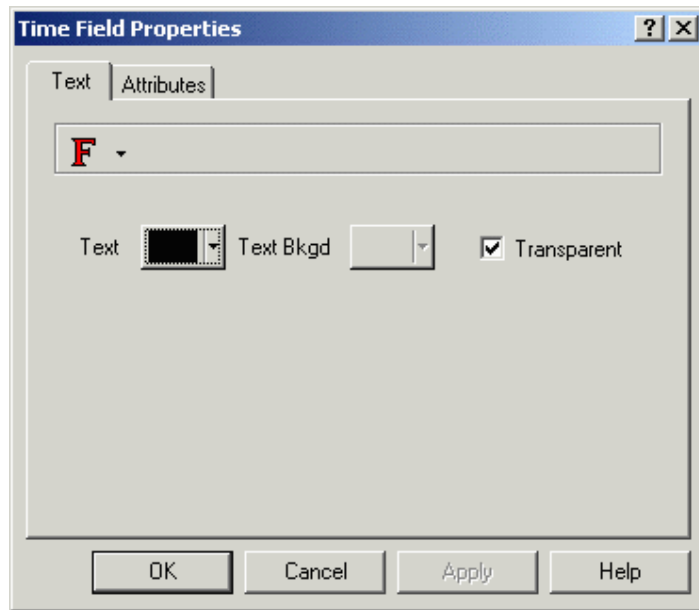 Time Field Properties
Text Attributes
F
Text Text Bkgd Transparent
OK Cancel Apply Help